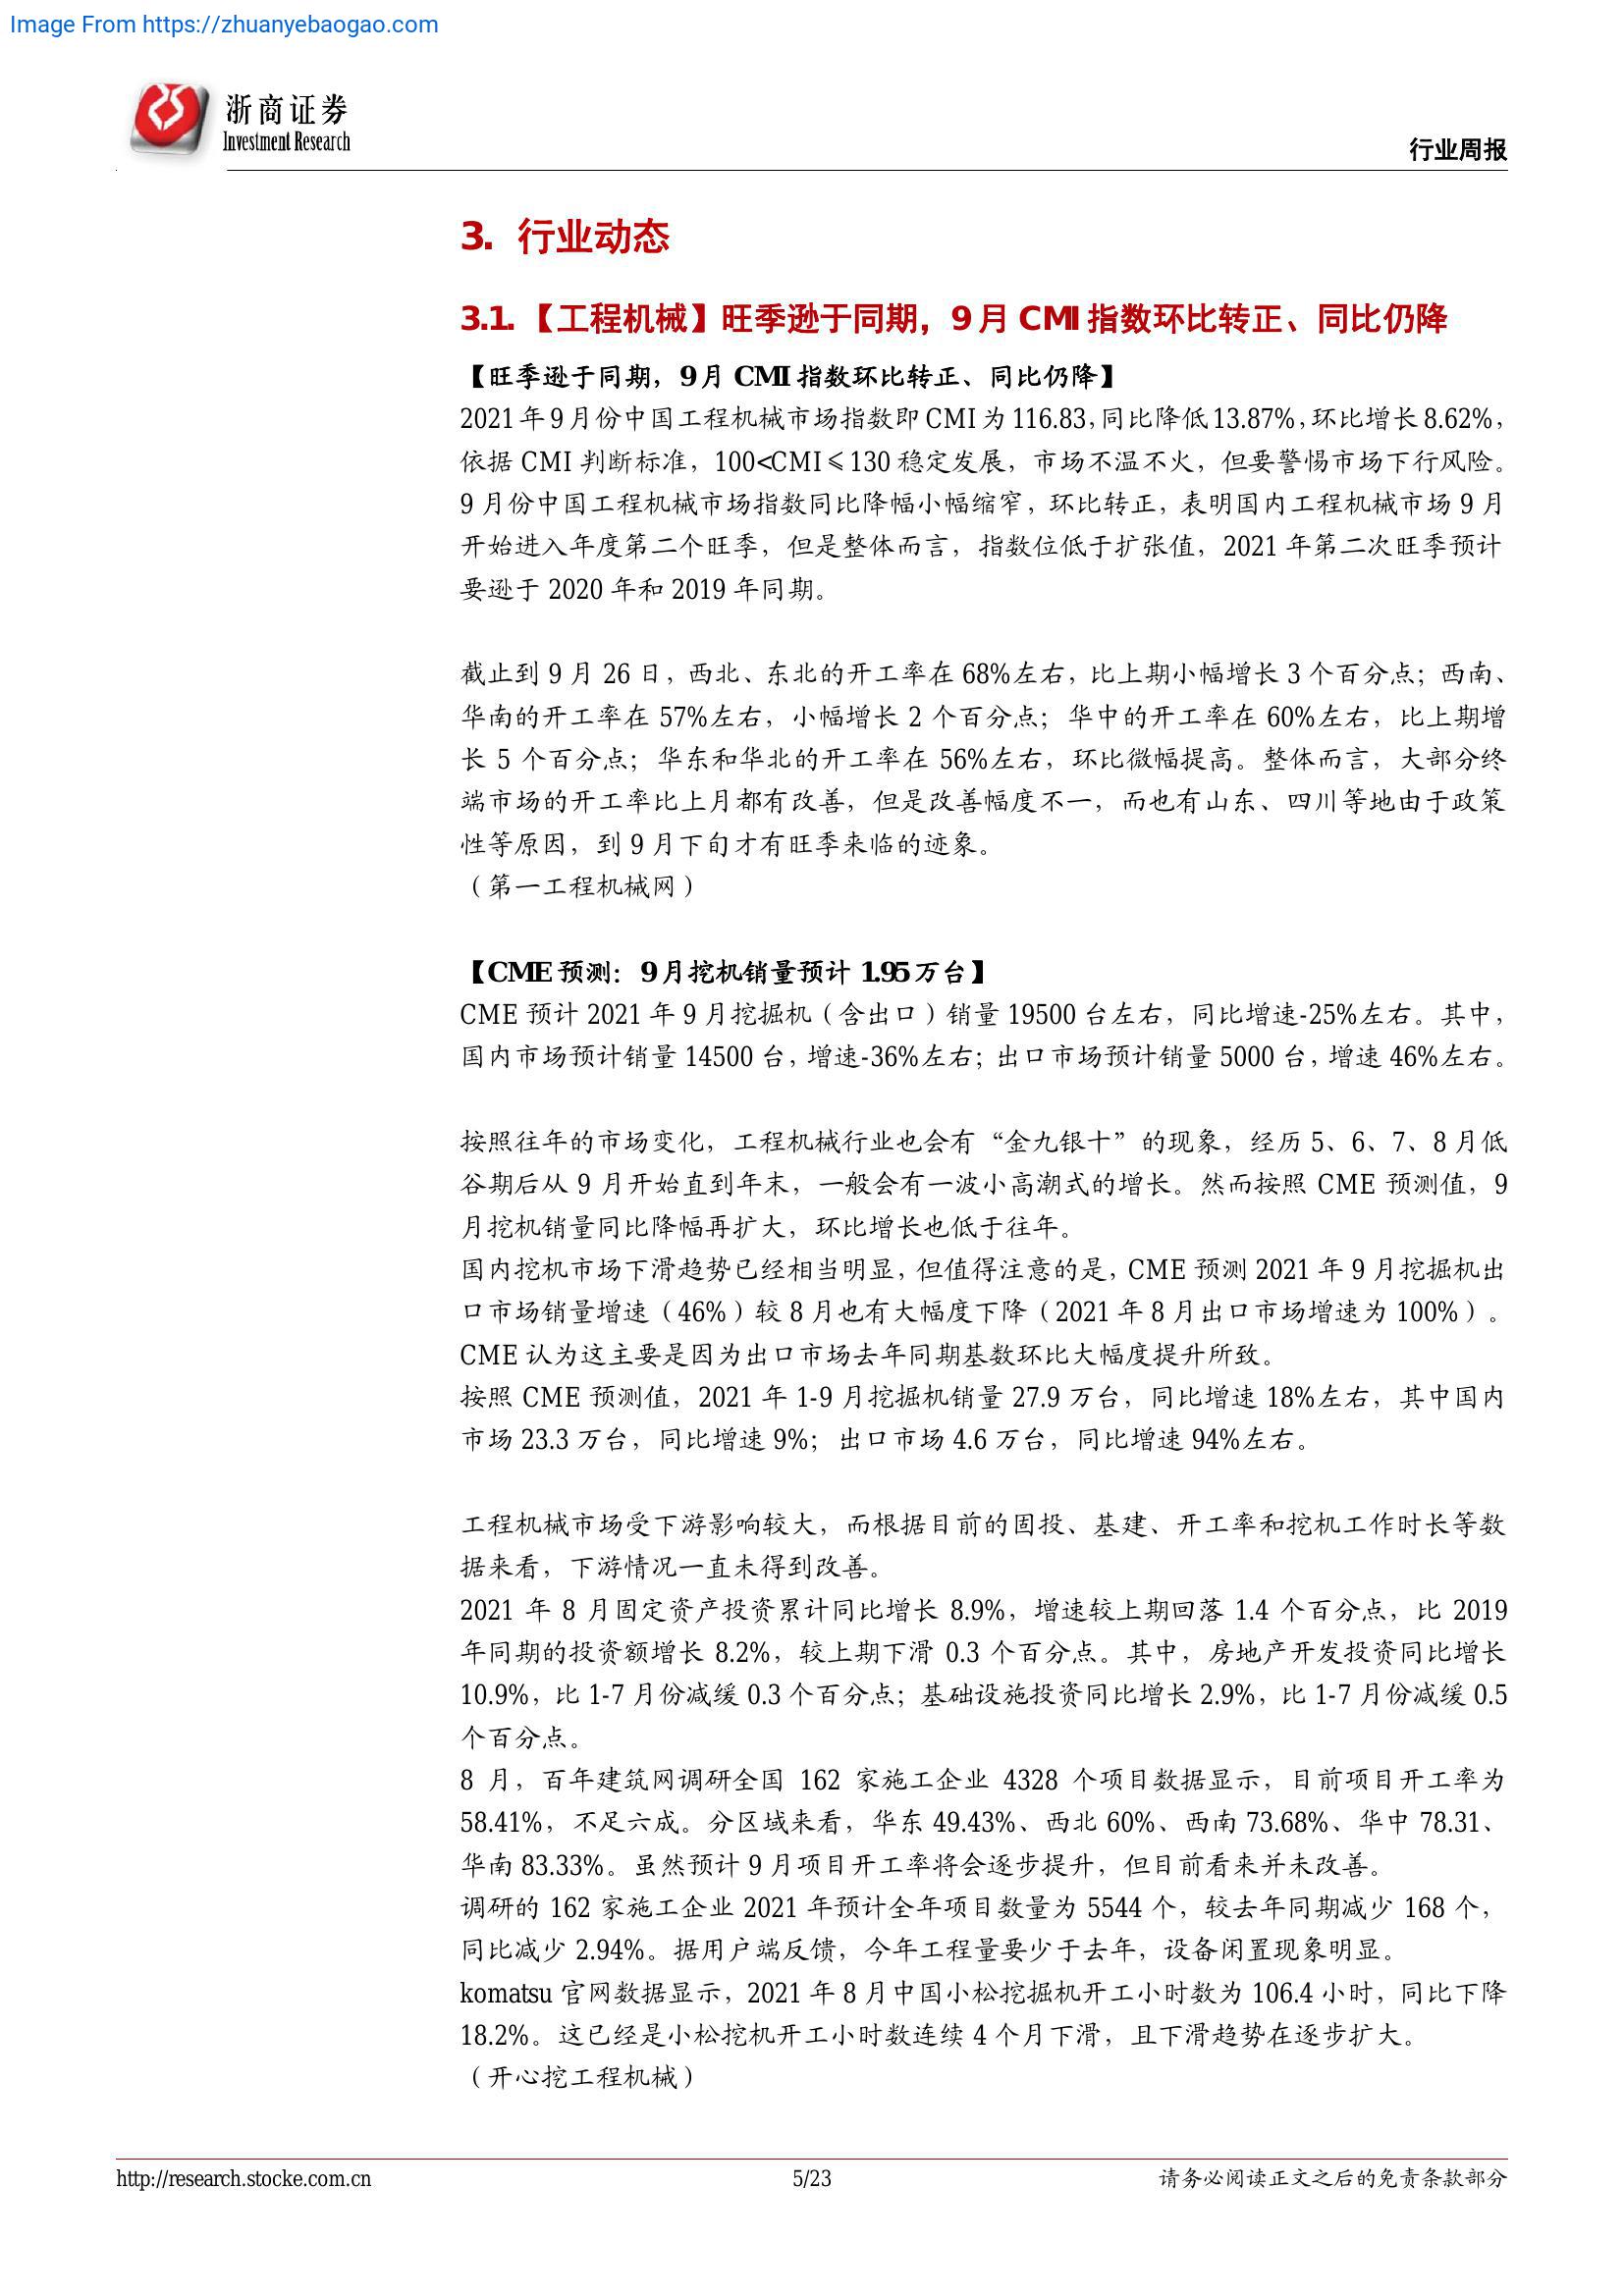 Image From https://zhuanyebaogao.com
浙商证券
Investment Research
行业周报
3. 行业动态
3.1.【工程机械】旺季逊于同期，9 月 CMI 指数环比转正、同比仍降
【旺季逊于同期，9 月 CMI 指数环比转正、同比仍降】
2021 年 9 月份中国工程机械市场指数即 CMI 为 116.83，同比降低 13.87%，环比增长 8.62%，
依据 CMI 判断标准，100<CMI≤130 稳定发展，市场不温不火，但要警惕市场下行风险。
9 月份中国工程机械市场指数同比降幅小幅缩窄，环比转正，表明国内工程机械市场 9 月
开始进入年度第二个旺季，但是整体而言，指数位低于扩张值，2021 年第二次旺季预计
要逊于 2020 年和 2019 年同期。
截止到 9 月 26 日，西北、东北的开工率在 68%左右，比上期小幅增长 3 个百分点；西南、
华南的开工率在 57%左右，小幅增长 2 个百分点；华中的开工率在 60%左右，比上期增
长 5 个百分点；华东和华北的开工率在 56%左右，环比微幅提高。整体而言，大部分终
端市场的开工率比上月都有改善，但是改善幅度不一，而也有山东、四川等地由于政策
性等原因，到 9 月下旬才有旺季来临的迹象。
（第一工程机械网）
【CME 预测：9 月挖机销量预计 1.95 万台】
CME 预计 2021 年 9 月挖掘机（含出口）销量 19500 台左右，同比增速-25%左右。其中，
国内市场预计销量 14500 台，增速-36%左右；出口市场预计销量 5000 台，增速 46%左右。
按照往年的市场变化，工程机械行业也会有“金九银十”的现象，经历 5、6、7、8 月低
谷期后从 9 月开始直到年末，一般会有一波小高潮式的增长。然而按照 CME 预测值，9
月挖机销量同比降幅再扩大，环比增长也低于往年。
国内挖机市场下滑趋势已经相当明显，但值得注意的是，CME 预测 2021 年 9 月挖掘机出
口市场销量增速（46%）较 8 月也有大幅度下降（2021 年 8 月出口市场增速为 100%）。
CME 认为这主要是因为出口市场去年同期基数环比大幅度提升所致。
按照 CME 预测值，2021 年 1-9 月挖掘机销量 27.9 万台，同比增速 18%左右，其中国内
市场 23.3 万台，同比增速 9%；出口市场 4.6 万台，同比增速 94%左右。
工程机械市场受下游影响较大，而根据目前的固投、基建、开工率和挖机工作时长等数
据来看，下游情况一直未得到改善。
2021 年 8 月固定资产投资累计同比增长 8.9%，增速较上期回落 1.4 个百分点，比 2019
年同期的投资额增长 8.2%，较上期下滑 0.3 个百分点。其中，房地产开发投资同比增长
10.9%，比 1-7 月份减缓 0.3 个百分点；基础设施投资同比增长 2.9%，比 1-7 月份减缓 0.5
个百分点。
8 月，百年建筑网调研全国 162 家施工企业 4328 个项目数据显示，目前项目开工率为
58.41%，不足六成。分区域来看，华东 49.43%、西北 60%、西南 73.68%、华中 78.31、
华南 83.33%。虽然预计 9 月项目开工率将会逐步提升，但目前看来并未改善。
调研的 162 家施工企业 2021 年预计全年项目数量为 5544 个，较去年同期减少 168 个，
同比减少 2.94%。据用户端反馈，今年工程量要少于去年，设备闲置现象明显。
komatsu 官网数据显示，2021 年 8 月中国小松挖掘机开工小时数为 106.4 小时，同比下降
18.2%。这已经是小松挖机开工小时数连续 4 个月下滑，且下滑趋势在逐步扩大。
（开心挖工程机械）
http://research.stocke.com.cn
5/23
请务必阅读正文之后的免责条款部分